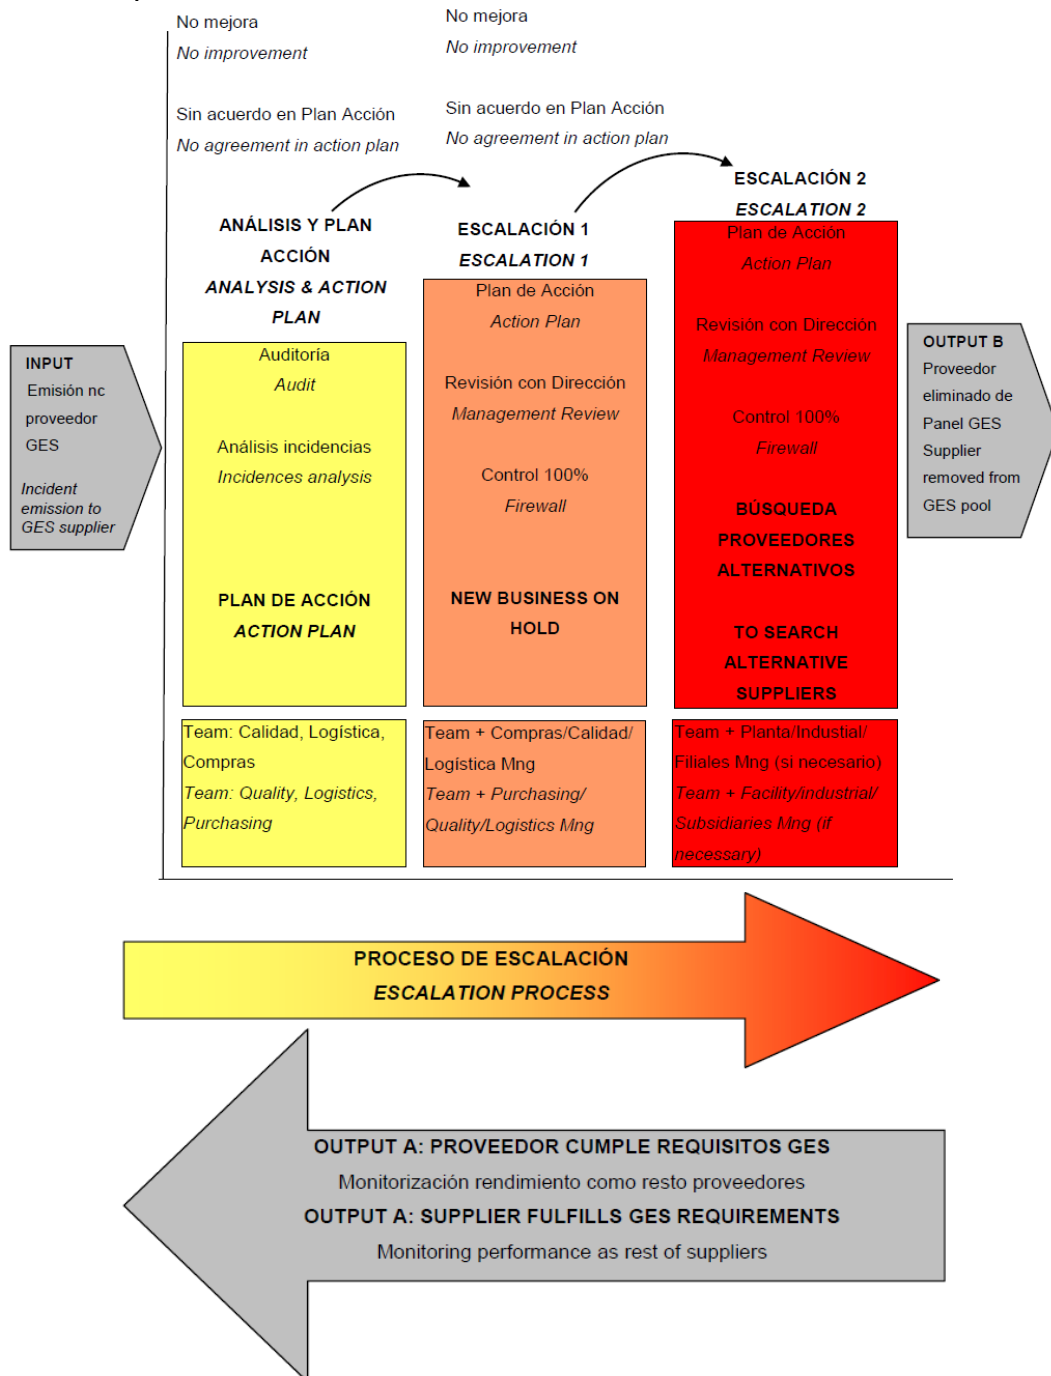 No mejora
No improvement
Sin acuerdo en Plan Acción
No agreement in action plan
No mejora
No improvement
Sin acuerdo en Plan Acción
No agreement in action plan
INPUT
Emisión nc
proveedor
GES
Incident
emission to
GES supplier
ANÁLISIS Y PLAN
ACCIÓN
ANALYSIS & ACTION
PLAN
Auditoría
Audit
Análisis incidencias
Incidences analysis
PLAN DE ACCIÓN
ACTION PLAN
Team: Calidad, Logística,
Compras
Team: Quality, Logistics,
Purchasing
ESCALACIÓN 1
ESCALATION 1
Plan de Acción
Action Plan
Revisión con Dirección
Management Review
Control 100%
Firewall
NEW BUSINESS ON
HOLD
Team + Compras/Calidad/
Logística Mng
Team + Purchasing/
Quality/Logistics Mng
ESCALACIÓN 2
ESCALATION 2
Plan de Acción
Action Plan
Revisión con Dirección
Management Review
Control 100%
Firewall
BÚSQUEDA
PROVEEDORES
ALTERNATIVOS
TO SEARCH
ALTERNATIVE
SUPPLIERS
Team + Planta/Industial/
Filiales Mng (si necesario)
Team + Facility/industrial/
Subsidiaries Mng (if
necessary)
OUTPUT B
Proveedor
eliminado de
Panel GES
Supplier
removed from
GES pool
PROCESO DE ESCALACIÓN
ESCALATION PROCESS
OUTPUT A: PROVEEDOR CUMPLE REQUISITOS GES
Monitorización rendimiento como resto proveedores
OUTPUT A: SUPPLIER FULFILLS GES REQUIREMENTS
Monitoring performance as rest of suppliers